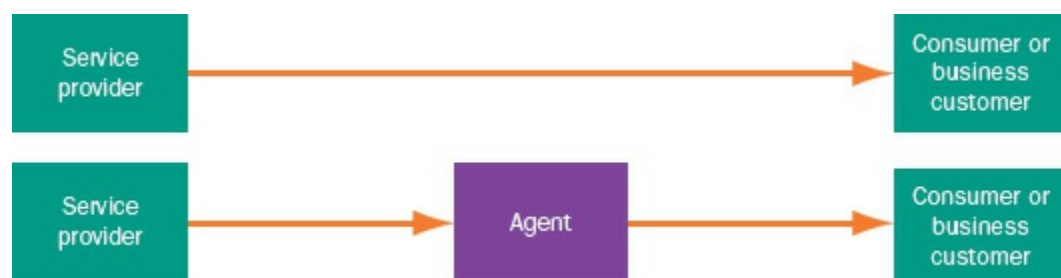 Service
provider
Consumer or
business
customer
Service
provider
Agent
Consumer or
business
customer